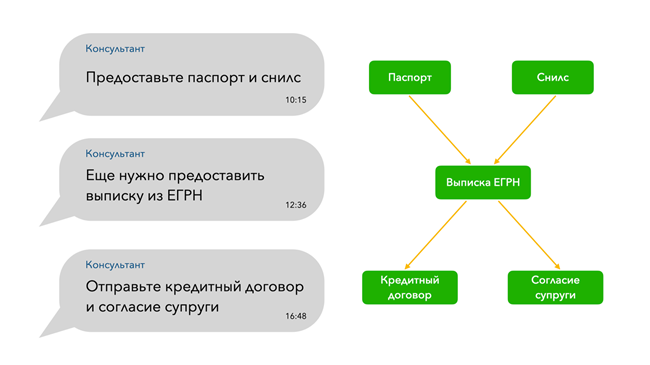 Консультант
Предоставьте паспорт и снилс
10:15
Консультант
Еще нужно предоставить
выписку из ЕГРН
12:36
Консультант
Отправьте кредитный договор
и согласие супруги
16:48
Паспорт
Снилс
Выписка ЕГРН
Кредитный
договор
Согласие
супруги